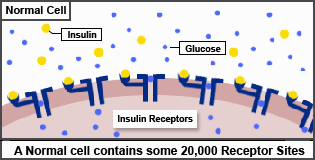 Normal Cell
Insulin
Glucose
Insulin Receptors
A Normal cell contains some 20,000 Receptor Sites